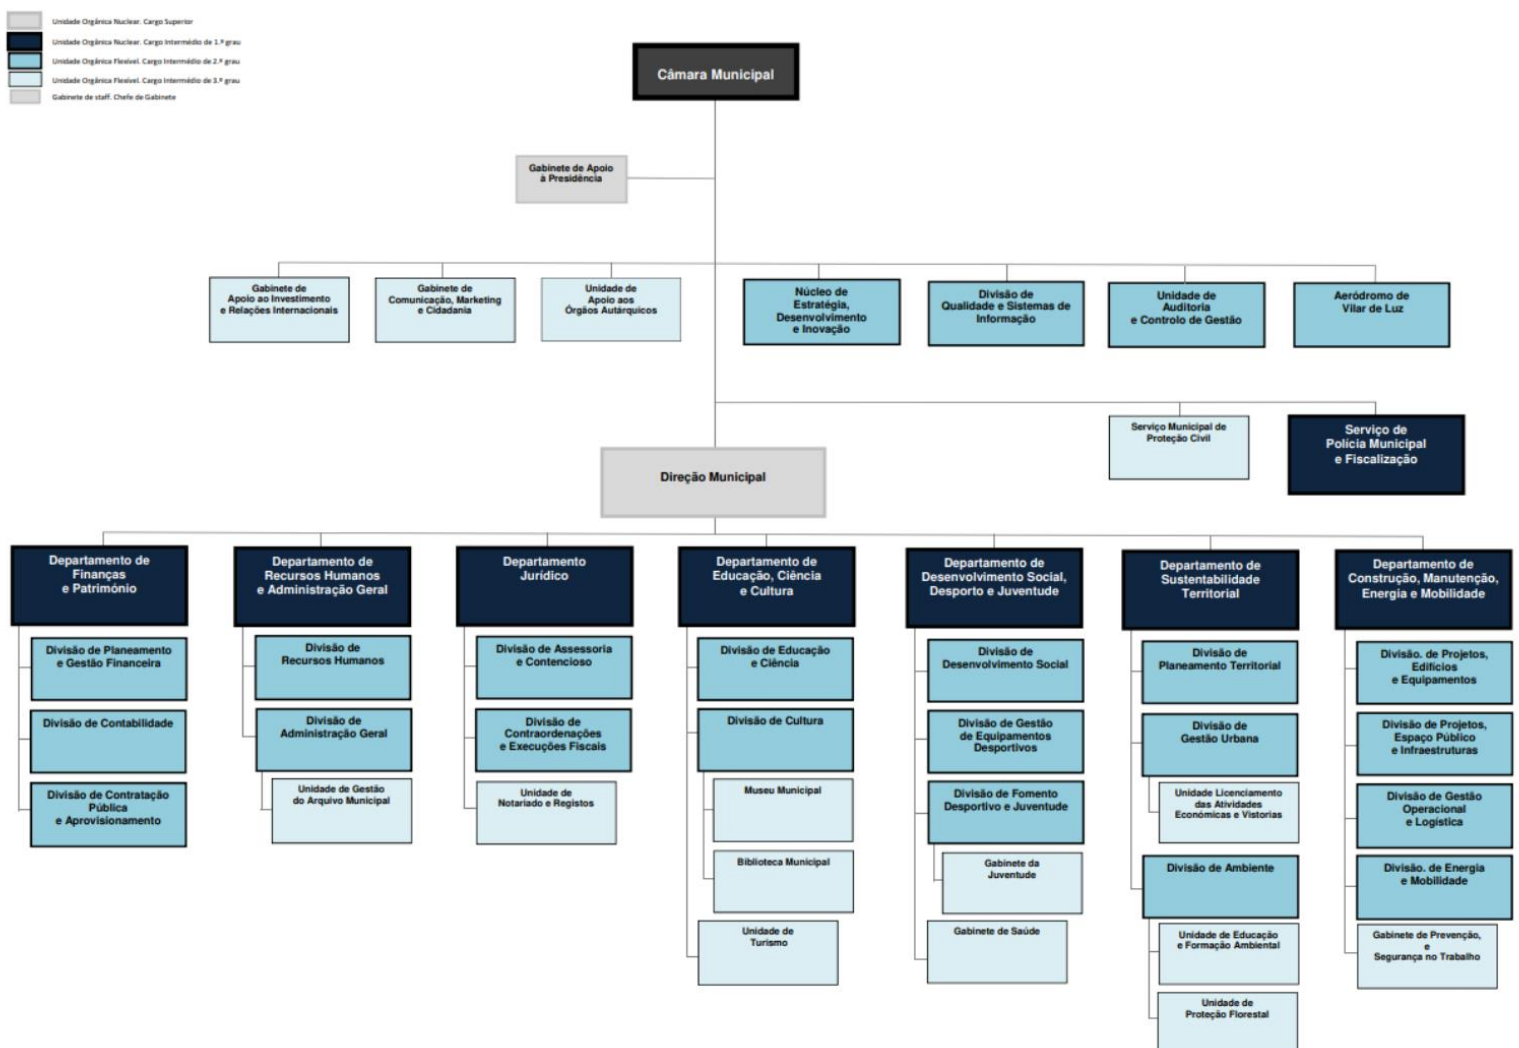 Unidade Orgânica Nuclear. Cargo Superior
Unidade Orgânica Nuclear. Cargo Intermédio de 1.º grau
Unidade Orgânica Flexível. Cargo Intermédio de 2.º grau
Unidade Orgânica Flexível. Cargo Intermédio de 3.º grau
Gabinete de staff. Chefe de Gabinete
Câmara Municipal
Gabinete de Apoio
à Presidência
Gabinete de
Apoio ao Investimento
e Relações Internacionais
Gabinete de
Comunicação, Marketing
e Cidadania
Unidade de
Apoio aos
Órgãos Autárquicos
Núcleo de
Estratégia,
Desenvolvimento
e Inovação
Divisão de
Qualidade e Sistemas de
Informação
Unidade de
Auditoria
e Controlo de Gestão
Aeródromo de
Vilar de Luz
Serviço Municipal de
Proteção Civil
Serviço de
Polícia Municipal
e Fiscalização
Direção Municipal
Departamento de
Finanças
e Património
Divisão de Planeamento
e Gestão Financeira
Divisão de Contabilidade
Divisão de Contratação
Pública
e Aprovisionamento
Departamento de
Recursos Humanos
e Administração Geral
Divisão de
Recursos Humanos
Divisão de
Administração Geral
Unidade de Gestão
do Arquivo Municipal
Departamento
Jurídico
Divisão de Assessoria
e Contencioso
Divisão de
Contraordenações
e Execuções Fiscais
Unidade de
Notariado e Registos
Departamento de
Educação, Ciência
e Cultura
Divisão de Educação
e Ciência
Divisão de Cultura
Museu Municipal
Biblioteca Municipal
Unidade de
Turismo
Departamento de
Desenvolvimento Social,
Desporto e Juventude
Divisão de
Desenvolvimento Social
Divisão de Gestão
de Equipamentos
Desportivos
Divisão de Fomento
Desportivo e Juventude
Gabinete da
Juventude
Gabinete de Saúde
Departamento de
Sustentabilidade
Territorial
Divisão de
Planeamento Territorial
Divisão de
Gestão Urbana
Unidade Licenciamento
das Atividades
Económicas e Vistorias
Divisão de Ambiente
Unidade de Educação
e Formação Ambiental
Unidade de
Proteção Florestal
Departamento de
Construção, Manutenção,
Energia e Mobilidade
Divisão. de Projetos,
Edifícios
e Equipamentos
Divisão de Projetos,
Espaço Público
e Infraestruturas
Divisão de Gestão
Operacional
e Logística
Divisão. de Energia
e Mobilidade
Gabinete de Prevenção,
e
Segurança no Trabalho